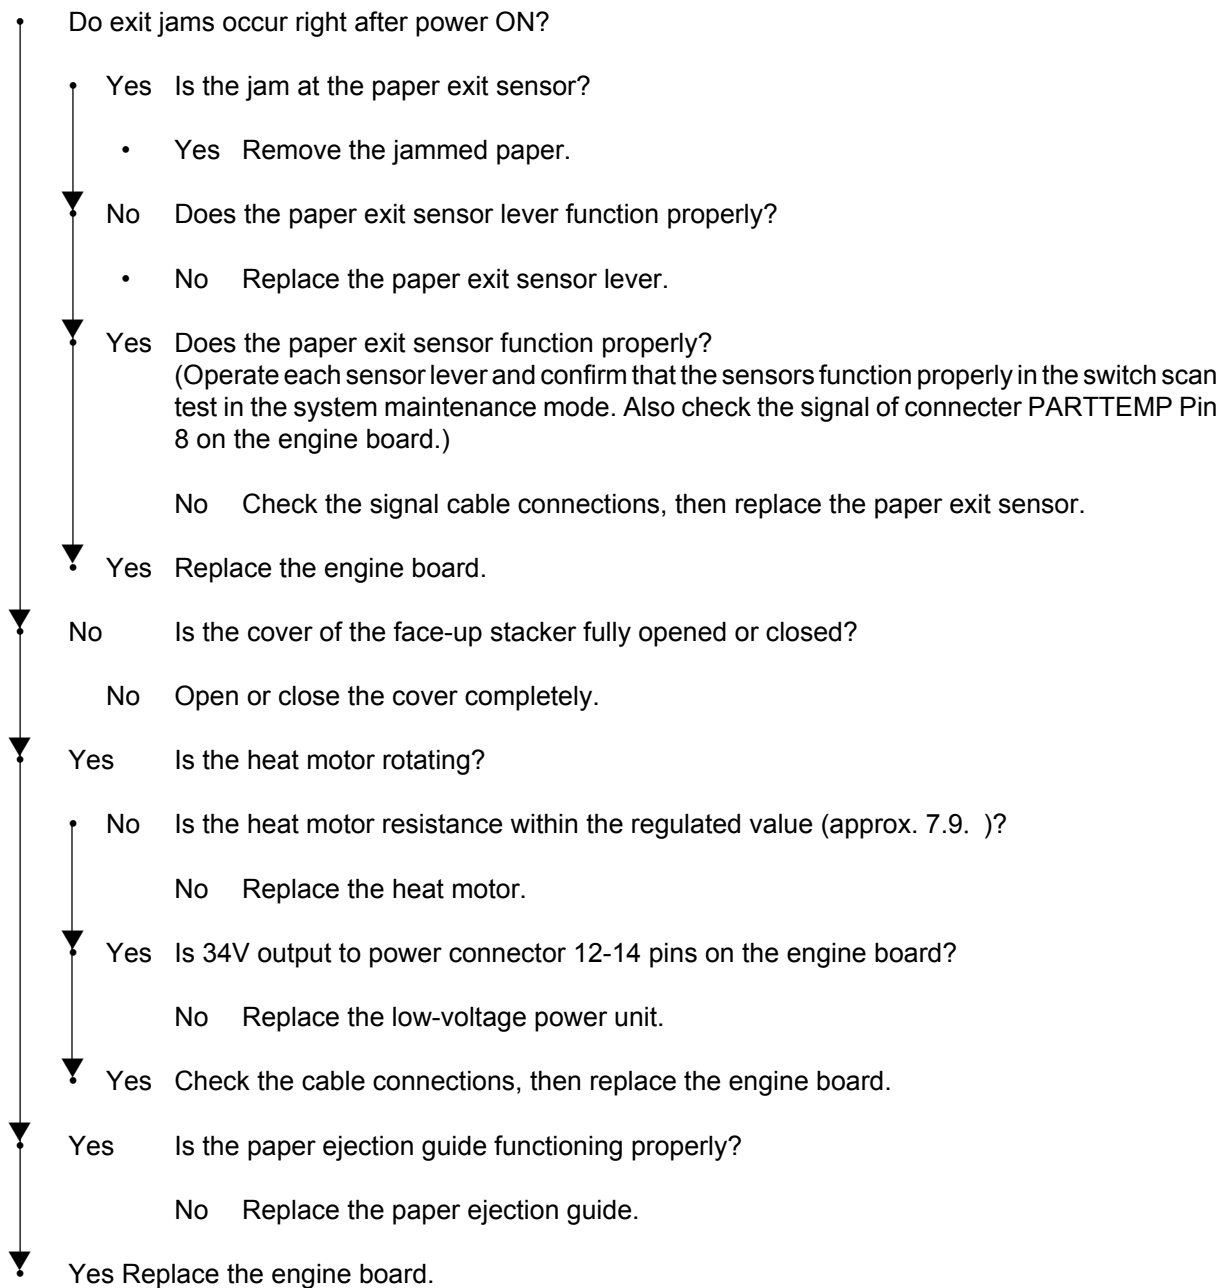 • Do exit jams occur right after power ON?
• Yes Is the jam at the paper exit sensor?
• Yes Remove the jammed paper.
• No Does the paper exit sensor lever function properly?
• No Replace the paper exit sensor lever.
• Yes Does the paper exit sensor function properly?
(Operate each sensor lever and confirm that the sensors function properly in the switch scan
test in the system maintenance mode. Also check the signal of connecter PARTTEMP Pin
8 on the engine board.)
No Check the signal cable connections, then replace the paper exit sensor.
• Yes Replace the engine board.
• No Is the cover of the face-up stacker fully opened or closed?
No Open or close the cover completely.
• Yes Is the heat motor rotating?
• No Is the heat motor resistance within the regulated value (approx. 7.9. )?
No Replace the heat motor.
• Yes Is 34V output to power connector 12-14 pins on the engine board?
No Replace the low-voltage power unit.
• Yes Check the cable connections, then replace the engine board.
• Yes Is the paper ejection guide functioning properly?
No Replace the paper ejection guide.
• Yes Replace the engine board.